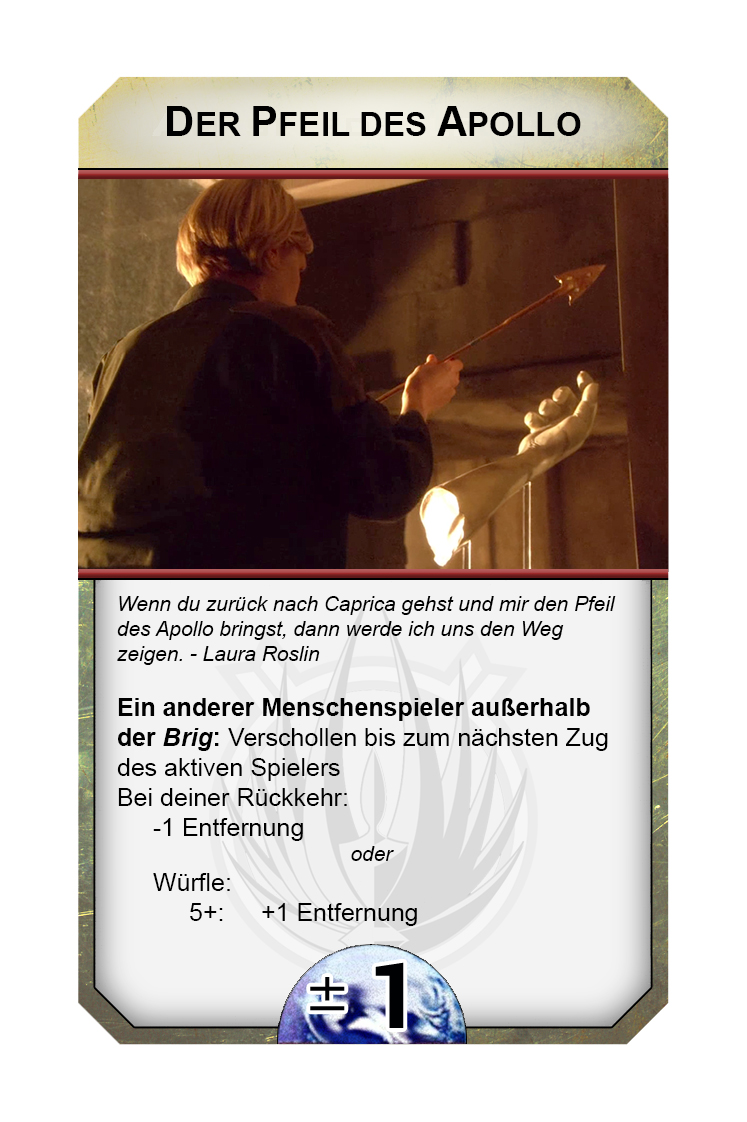 DER PFEIL DES APOLLO
Wenn du zurück nach Caprica gehst und mir den Pfeil
des Apollo bringst, dann werde ich uns den Weg
zeigen. - Laura Roslin
Ein anderer Menschenspieler außerhalb
der Brig: Verschollen bis zum nächsten Zug
des aktiven Spielers
Bei deiner Rückkehr:
-1 Entfernung
oder
Würfle:
5+: +1 Entfernung
± 1